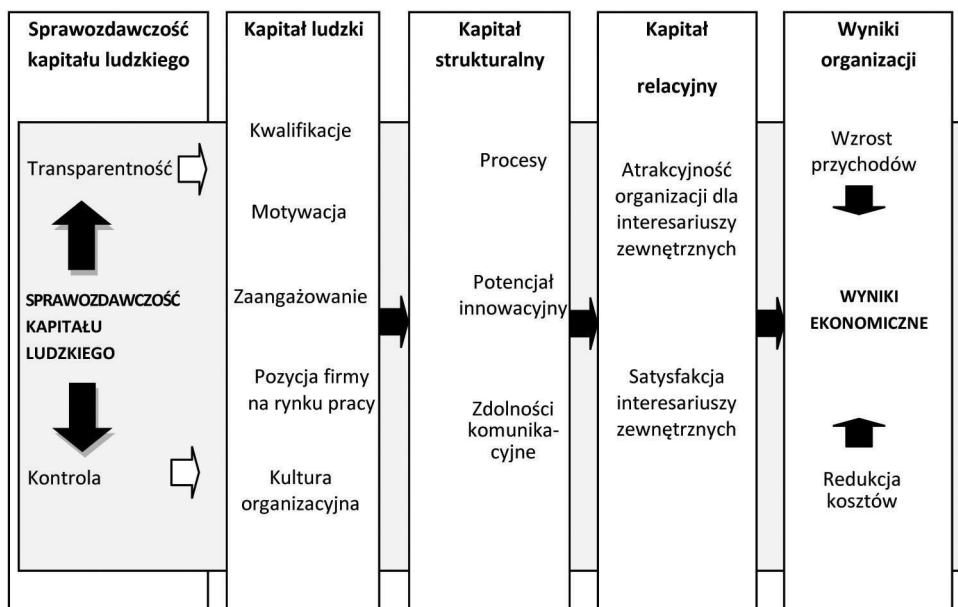 Sprawozdawczość
kapitału ludzkiego
Transparentność
SPRAWOZDAWCZOŚĆ
KAPITAŁU
LUDZKIEGO
Kontrola
Kapitał ludzki
Kwalifikacje
Motywacja
Zaangażowanie
Pozycja firmy
na rynku pracy
Kultura
organizacyjna
Kapitał
strukturalny
Procesy
Potencjał
innowacyjny
Zdolności
komunika-
cyjne
Kapitał
relacyjny
Atrakcyjność
organizacji dla
interesariuszy
zewnętrznych
Satysfakcja
interesariuszy
zewnętrznych
Wyniki
organizacji
Wzrost
przychodów
WYNIKI
EKONOMICZNE
Redukcja
kosztów